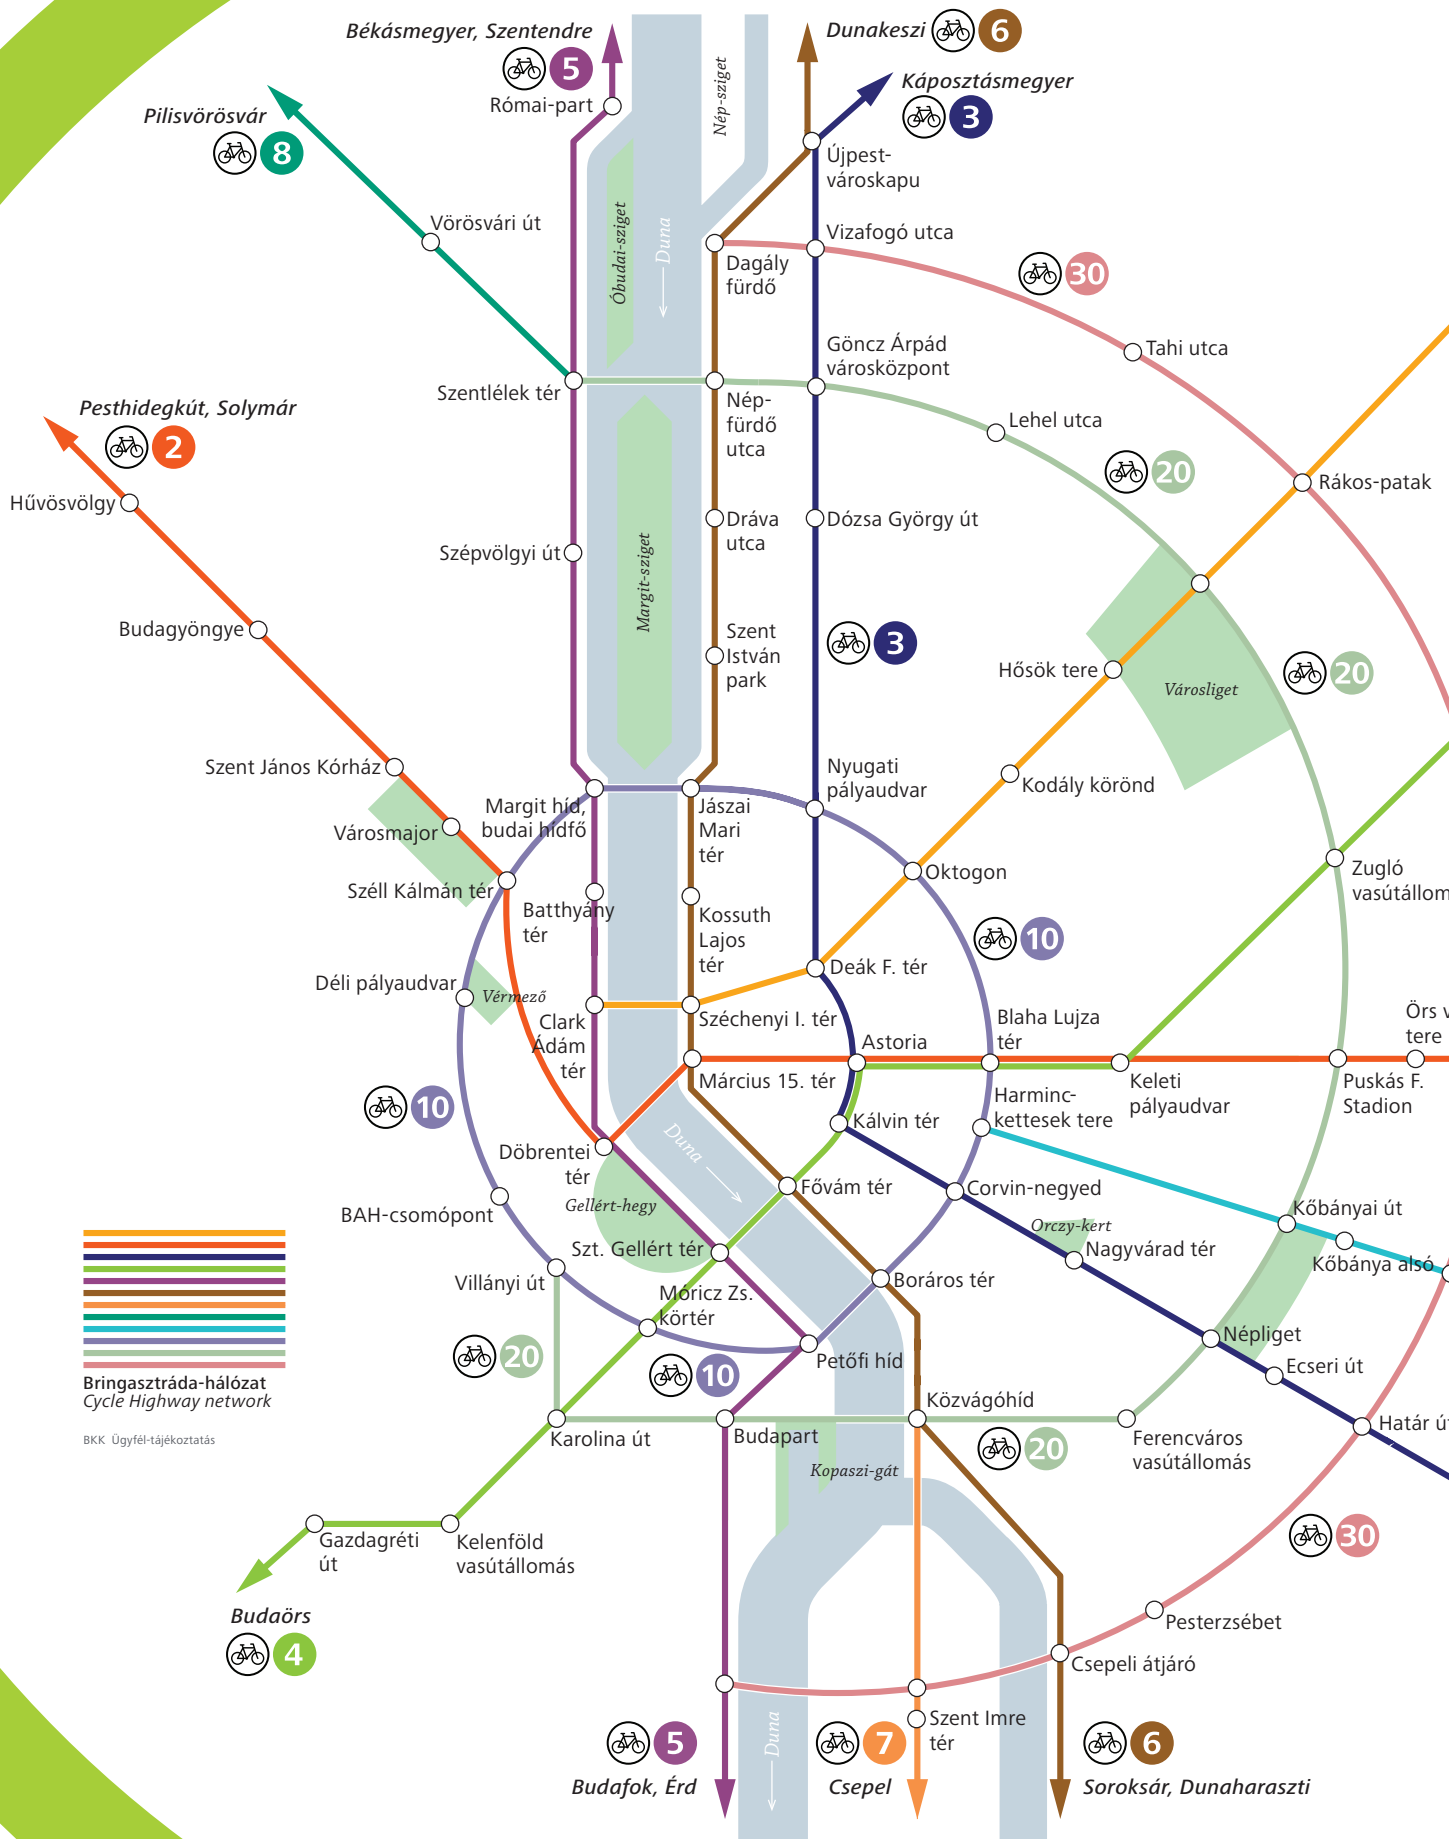 Békásmegyer, Szentendre
5
Római-part
Nép-sziget
Dunakeszi
6
Káposztásmegyer
3
Pilisvörösvár
8
Újpest-
városkapu
Vörösvári út
Óbudai-sziget
Duna
Vizafogó utca
Dagály
fürdő
30
Tahi utca
Göncz Árpád
városközpont
Szentlélek tér
Nép-
fürdő
utca
Lehel utca
20
Rákos-patak
Pesthidegkút, Solymár
2
Hűvösvölgy
Dráva
utca
Dózsa György út
Szépvölgyi út
Margit-sziget
Budagyöngye
Szent
István
park
3
Hősök tere
Városliget
20
Szent János Kórház
Nyugati
pályaudvar
Kodály körönd
Margit híd,
budai hídfő
Jászai
Mari
tér
Városmajor
Széll Kálmán tér
Oktogon
Zugló
vasútállom
Batthyány
tér
Kossuth
Lajos
tér
10
Déli pályaudvar
Vérmező
Deák F. tér
Clark
Ádám
tér
Széchenyi I. tér
Blaha Lujza
tér
Astoria
Örs v
tere
Március 15. tér
Keleti
pályaudvar
Puskás F.
Stadion
10
Harminc-
kettesek tere
Kálvin tér
Duna
Döbrentei
tér
Gellért-hegy
Fővám tér
Corvin-negyed
BAH-csomópont
Orczy-kert
Kőbányai út
Szt. Gellért tér
Nagyvárad tér
Kőbánya alsó
Villányi út
Boráros tér
Móricz Zs.
körtér
Népliget
20
10
Petőfi híd
Ecseri út
Bringasztráda-hálózat
Cycle Highway network
BKK Ügyfél-tájékoztatás
Közvágóhíd
Karolina út
Budapart
20
Ferencváros
vasútállomás
Határ út
Kopaszi-gát
Gazdagréti
út
Kelenföld
vasútállomás
30
Budaörs
4
Pesterzsébet
Csepeli átjáró
Szent Imre
tér
Duna
5
Budafok, Érd
7
Csepel
6
Soroksár, Dunaharaszti